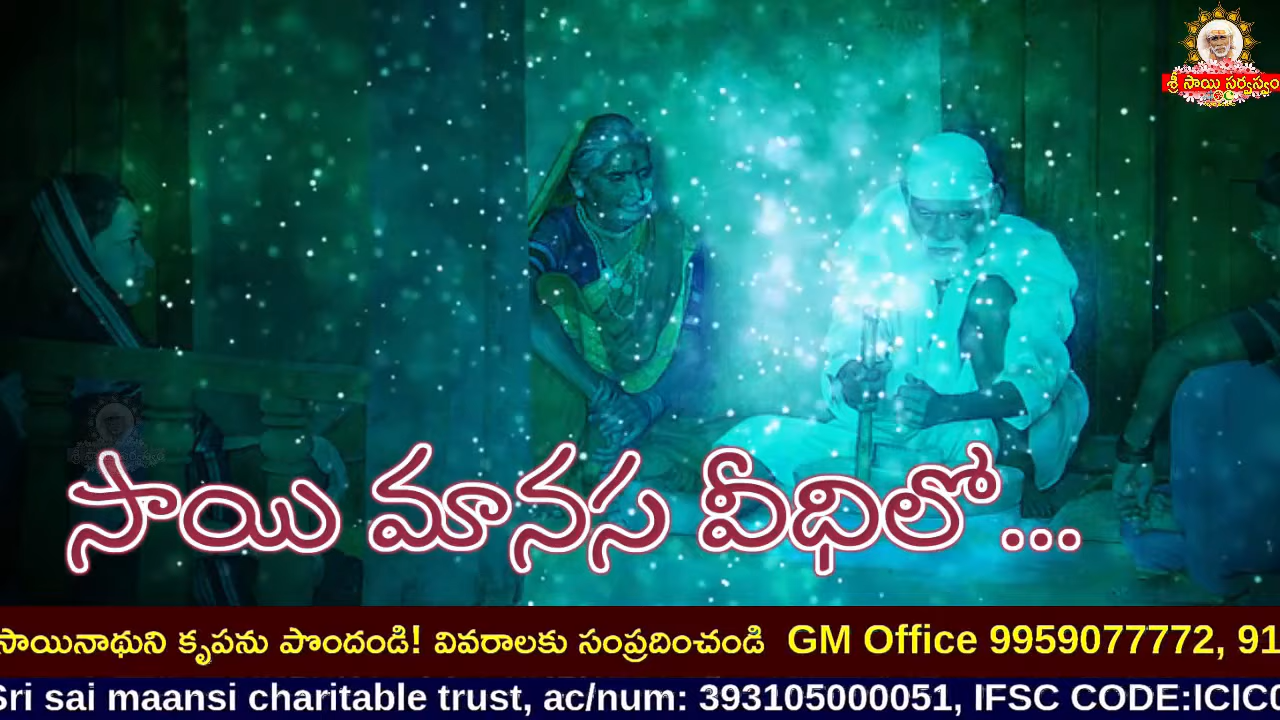 శ్రీ సాయి సర్వస్వం
సాయి మానస వీధిలో...
సాయినాథుని కృపను పొందండి! వివరాలకు సంప్రదించండి GM Office 9959077772, 91
Sri sai maansi charitable trust, ac/num: 393105000051, IFSC CODE:ICIC0